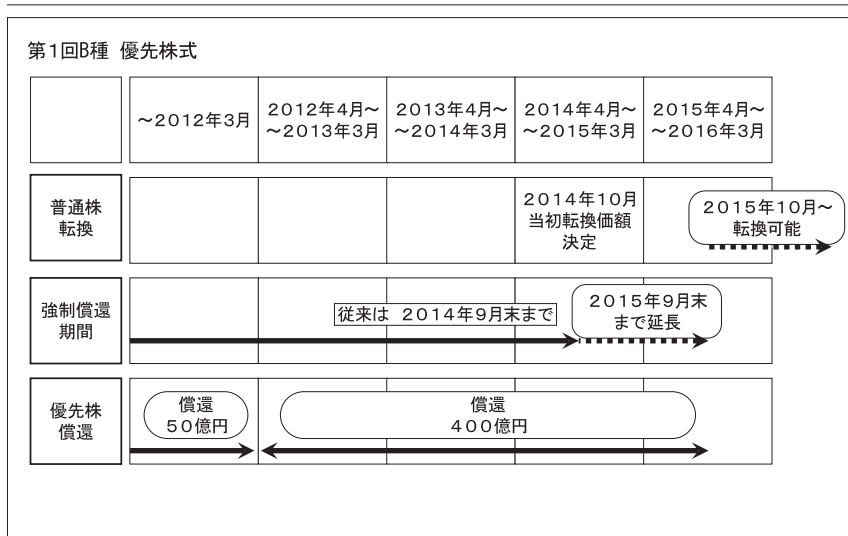 第1回B種 優先株式
～2012年3月
2012年4月～
～2013年3月
2013年4月～
～2014年3月
2014年4月～
～2015年3月
2015年4月～
～2016年3月
普通株
転換
2014年10月
当初転換価額
決定
2015年10月～
転換可能
強制償還
期間
従来は 2014年9月末まで
2015年9月末
まで延長
優先株
償還
償還
50億円
償還
400億円